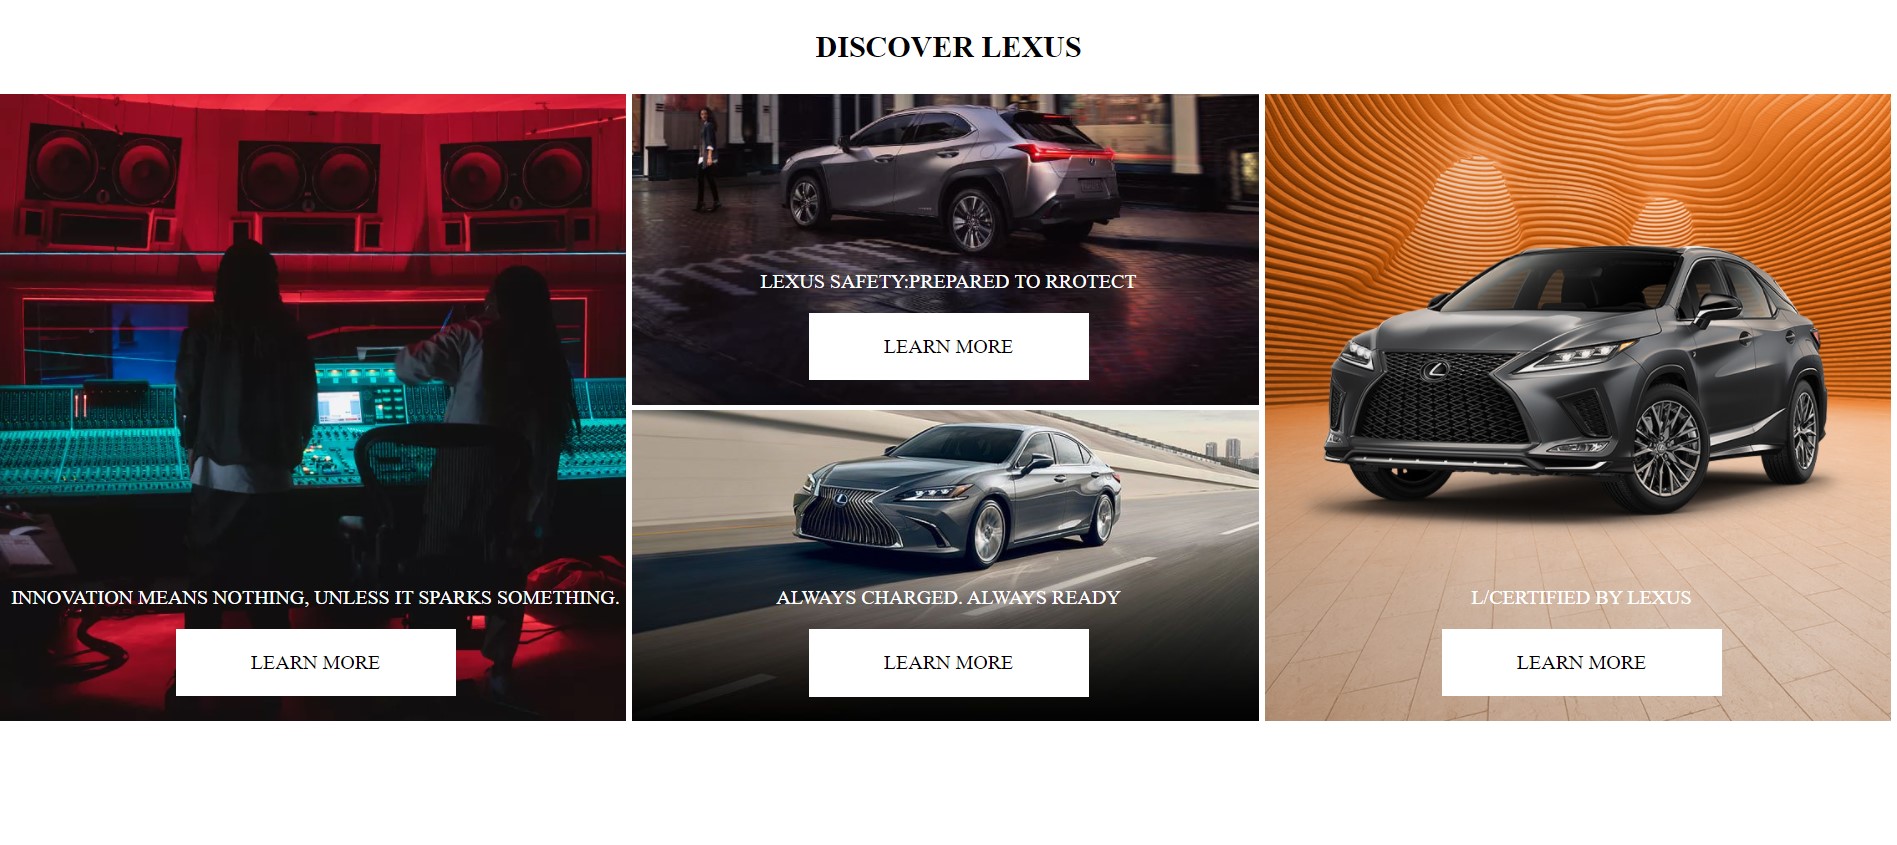 DISCOVER LEXUS
INNOVATION MEANS NOTHING, UNLESS IT SPARKS SOMETHING.
LEARN MORE
LEXUS SAFETY:PREPARED TO RROTECT
LEARN MORE
ALWAYS CHARGED. ALWAYS READY
LEARN MORE
L/CERTIFIED BY LEXUS
LEARN MORE